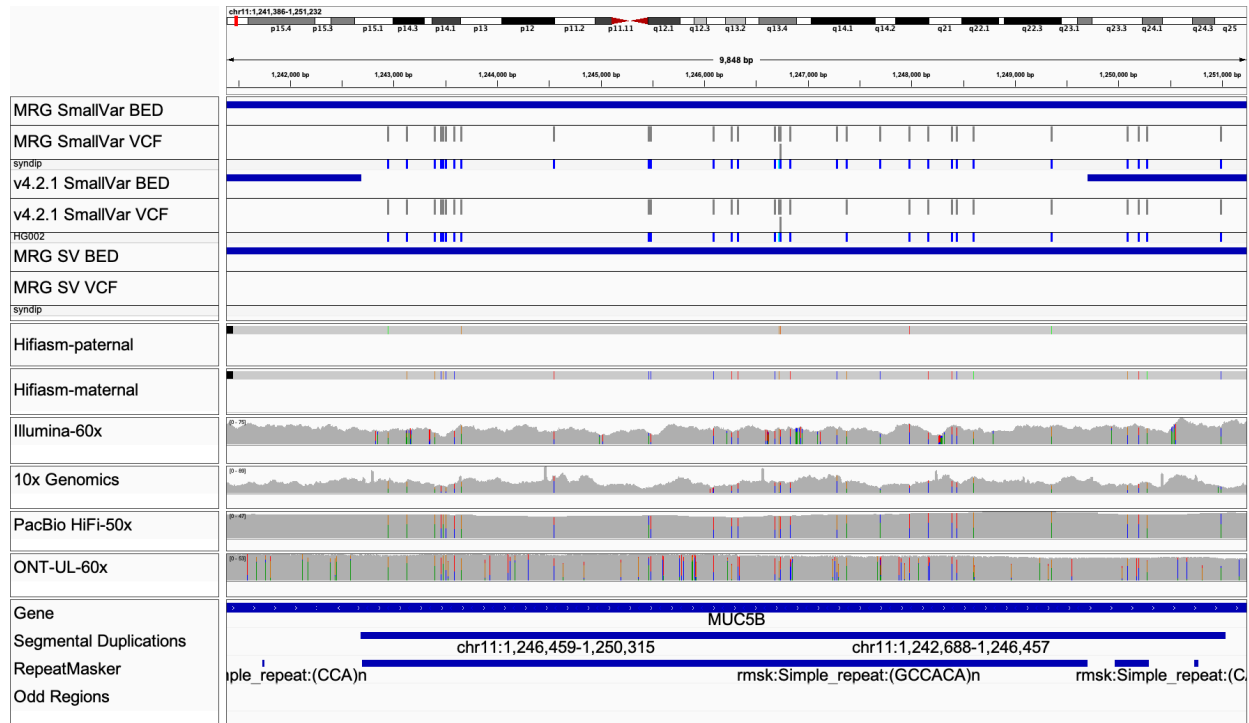 chr11:1,241,386-1,251,232
p15.4 p15.3 p15.1 p14.3 p14.1 p13 p12 p11.2 p11.11 q12.1 q12.3 q13.2 q13.4 q14.1 q14.2 q21 q22.1 q22.3 q23.1 q23.3 q24.1 q24.3 q25
9,848 bp
1,242,000 bp 1,243,000 bp 1,244,000 bp 1,245,000 bp 1,246,000 bp 1,247,000 bp 1,248,000 bp 1,249,000 bp 1,250,000 bp 1,251,000 bp
MRG SmallVar BED
MRG SmallVar VCF
syndip
v4.2.1 SmallVar BED
v4.2.1 SmallVar VCF
HG002
MRG SV BED
MRG SV VCF
syndip
Hifiasm-paternal
Hifiasm-maternal
Illumina-60x
[0 - 75]
10x Genomics
PacBio HiFi-50x
[0 - 47]
ONT-UL-60x
Gene
MUC5B
Segmental Duplications
chr11:1,246,459-1,250,315 chr11:1,242,688-1,246,457
RepeatMasker
nple_repeat:(CCA)n rmsk:Simple_repeat:(GCCACA)n rmsk:Simple_repeat:(C
Odd Regions